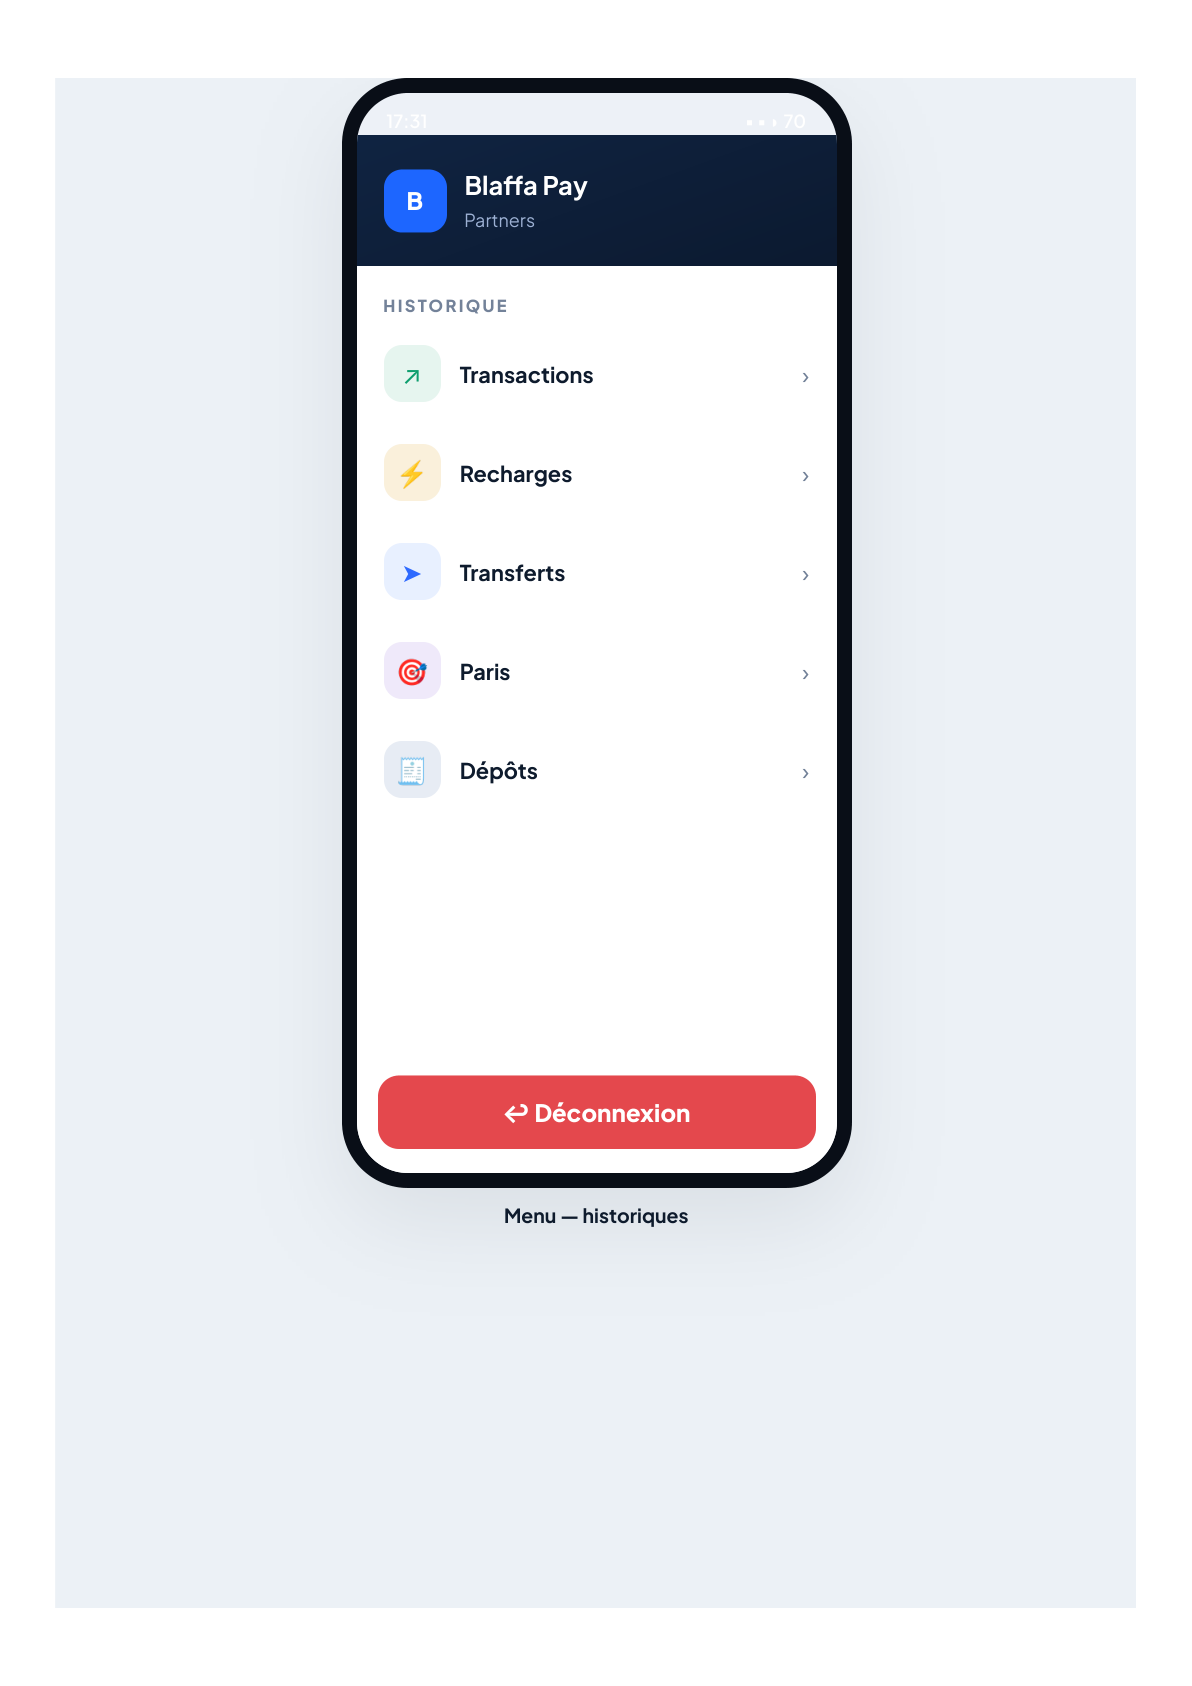 17:31 70
B
Blaffa Pay
Partners
HISTORIQUE
Transactions
Recharges
Transferts
Paris
Dépôts
↩ Déconnexion
Menu — historiques